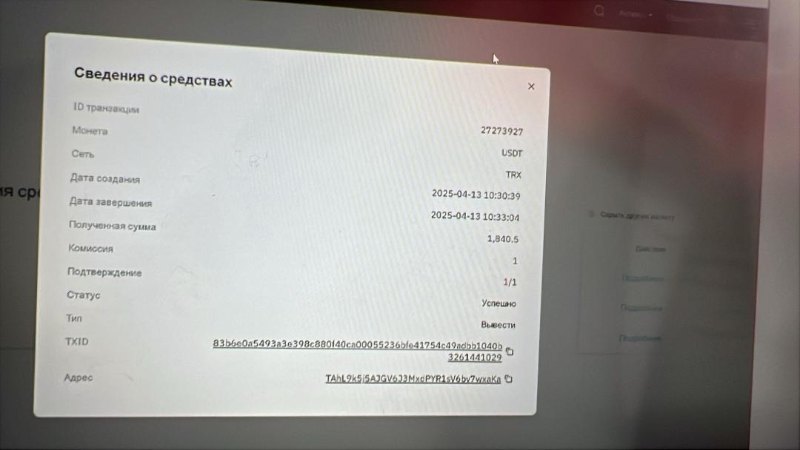 Сведения о средствах
ID транзакции
27273927
Монета
USDT
Сеть
TRX
Дата создания
2025-04-13 10:30:39
Дата завершения
2025-04-13 10:33:04
Полученная сумма
1,840.5
Комиссия
1
Подтверждение
1/1
Статус
Успешно
Тип
Вывести
TXID
3261441029
Адрес
Скрыть другие